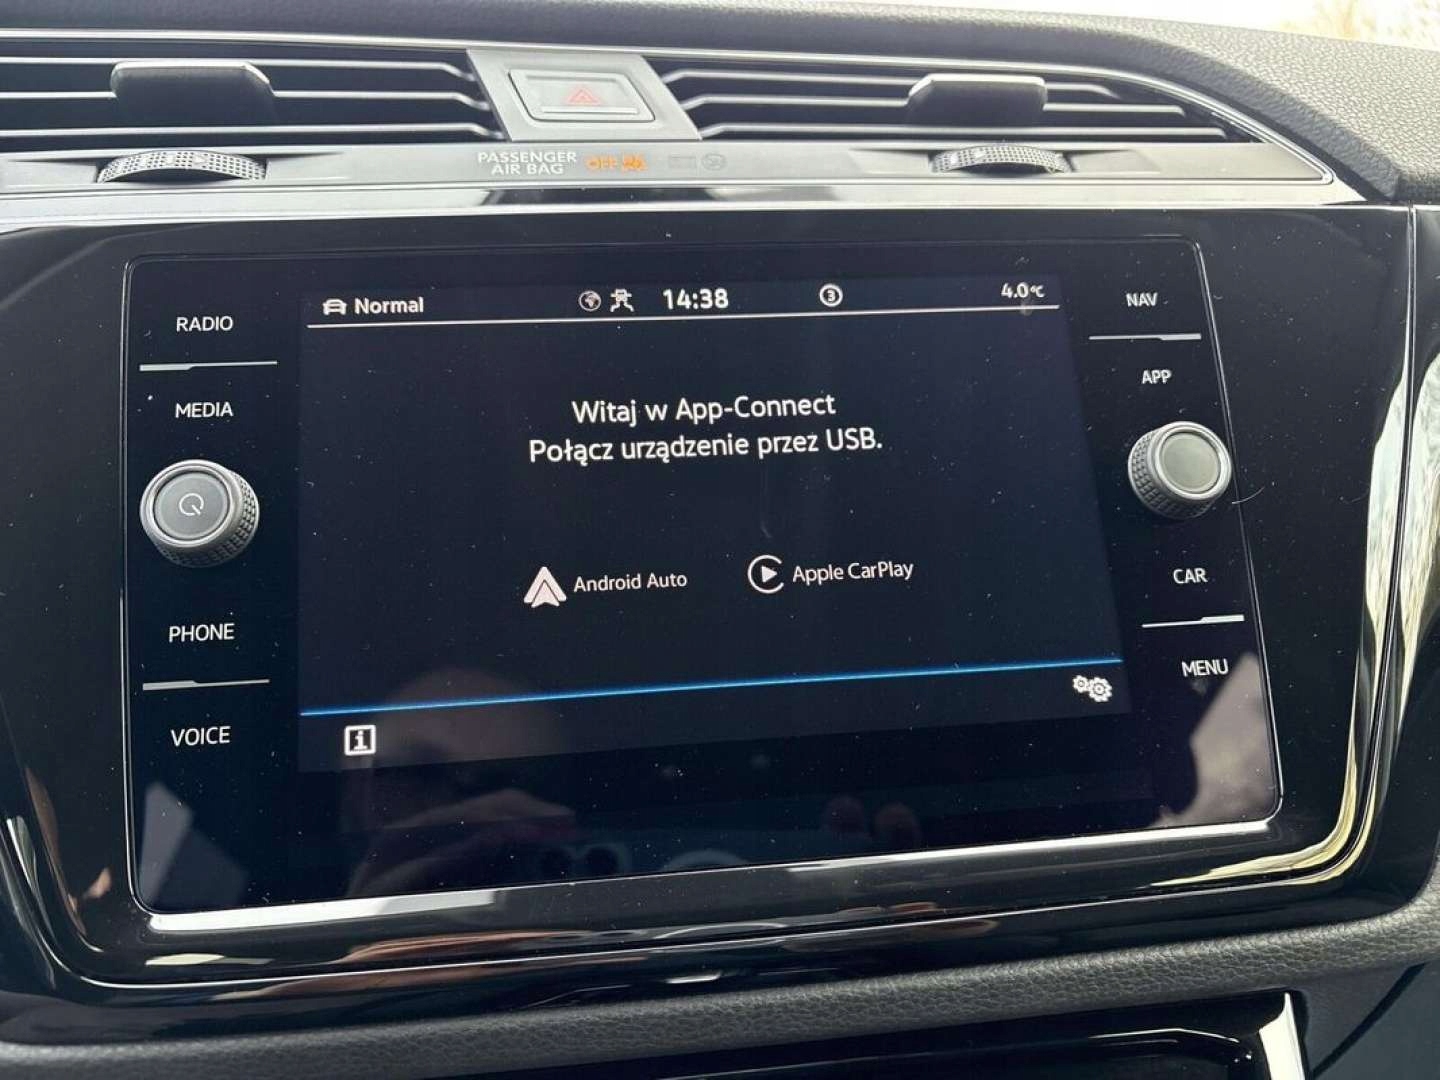 PASSENGER
AIR BAG OFF
RADIO
MEDIA
PHONE
VOICE
Normal 14:38 3 4.0°C
Witaj w App-Connect
Połącz urządzenie przez USB.
Android Auto Apple CarPlay
i
NAV
APP
CAR
MENU